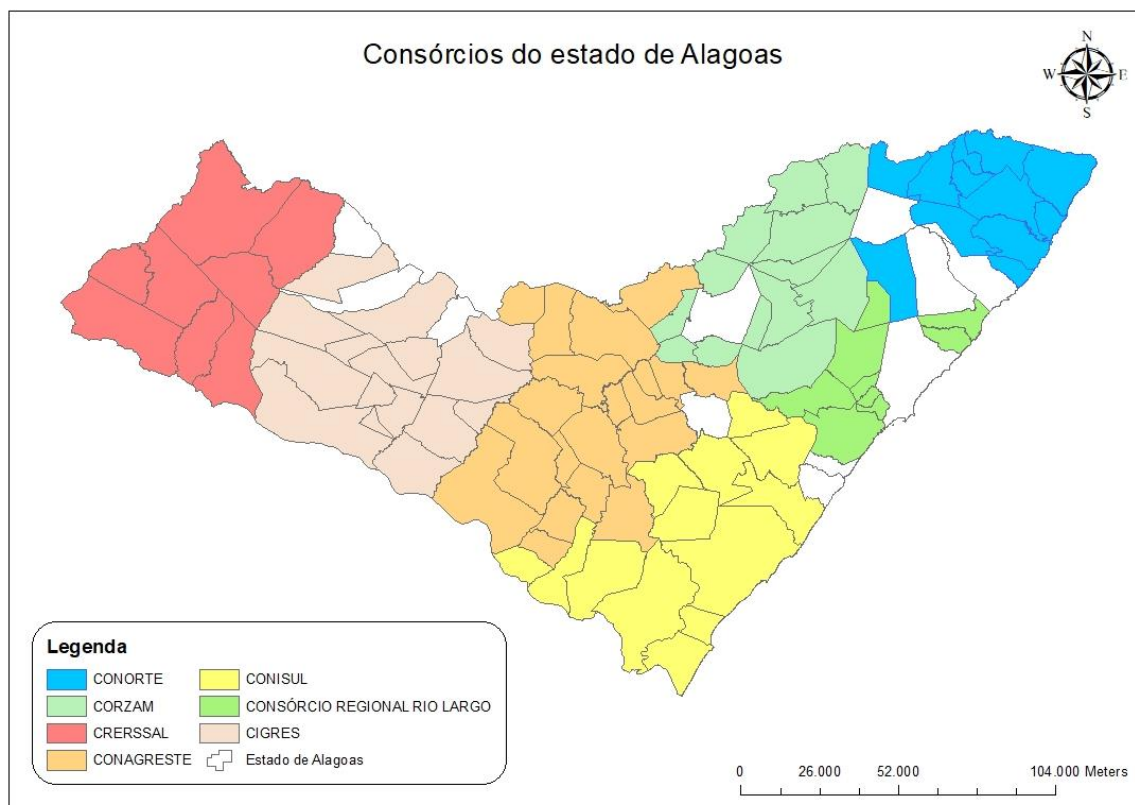 Consórcios do estado de Alagoas
N
W E
S
Legenda
CONORTE
CORZAM
CRERSSAL
CONAGRESTE
CONISUL
CONSÓRCIO REGIONAL RIO LARGO
CIGRES
Estado de Alagoas
0 26.000 52.000 104.000 Meters